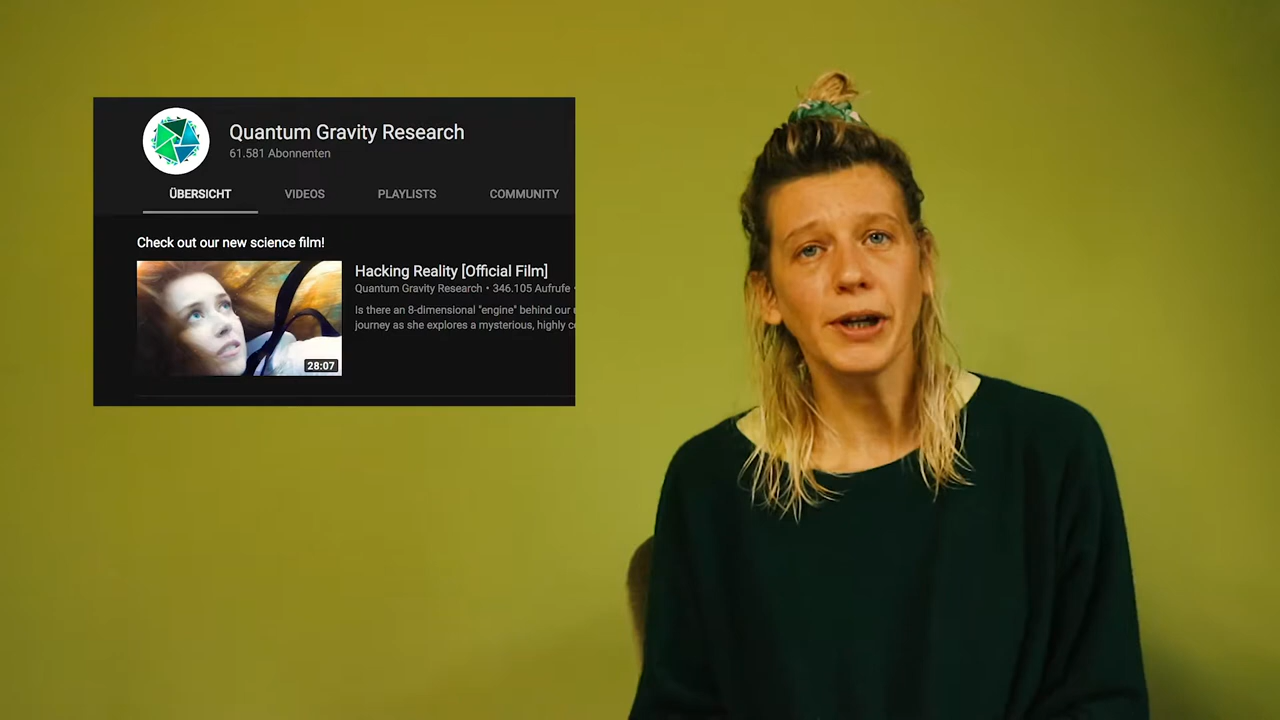 Quantum Gravity Research
61.581 Abonnenten
ÜBERSICHT VIDEOS PLAYLISTS COMMUNITY
Check out our new science film!
Hacking Reality [Official Film]
Quantum Gravity Research • 346.105 Aufrufe •
Is there an 8-dimensional "engine" behind our
journey as she explores a mysterious, highly
28:07